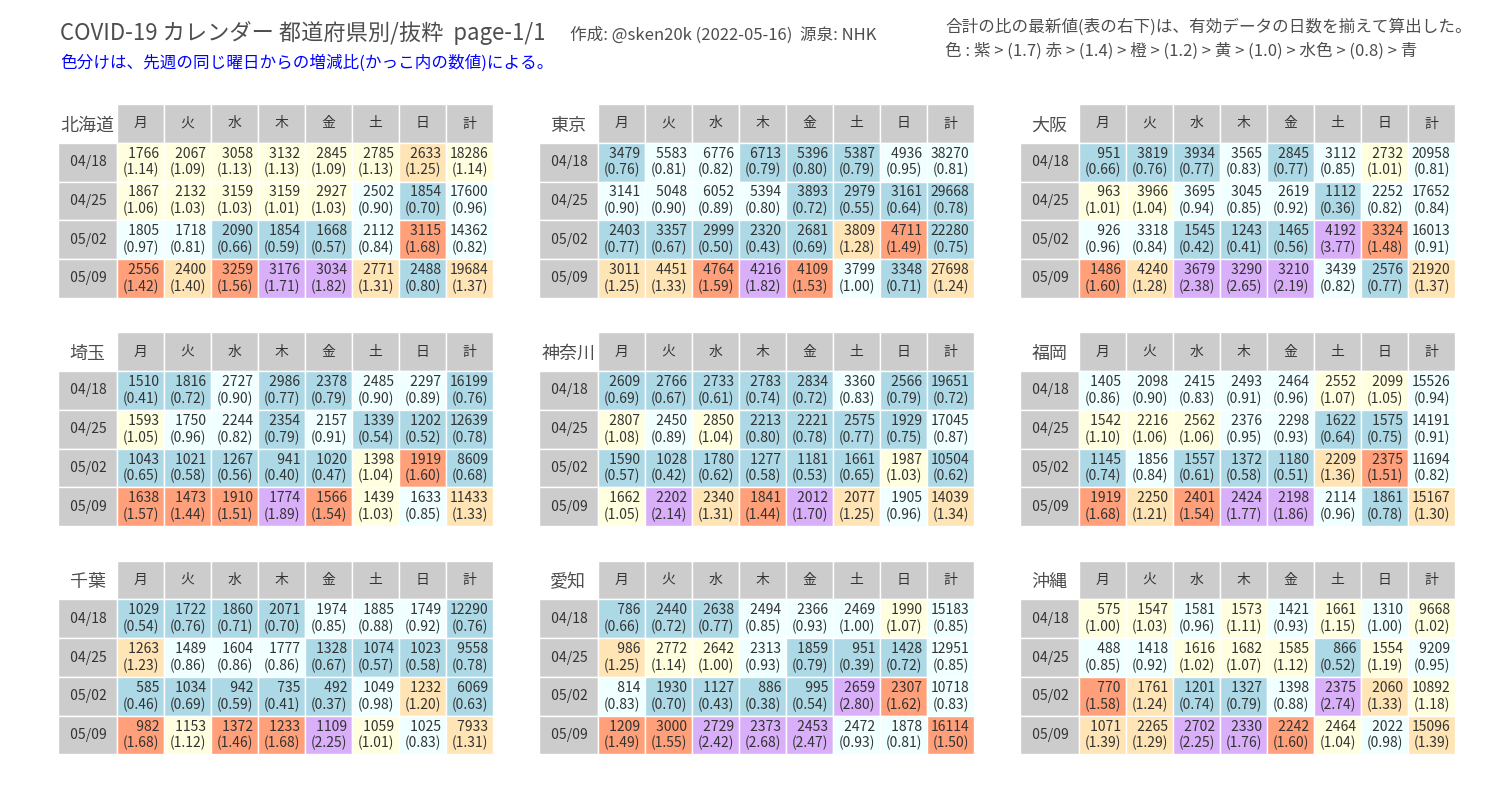 COVID-19 カレンダー 都道府県別/抜粋 page-1/1
作成: @sken20k (2022-05-16) 源泉: NHK
合計の比の最新値(表の右下)は、有効データの日数を揃えて算出した。
色分けは、先週の同じ曜日からの増減比(かっこ内の数値)による。
色 : 紫 > (1.7) 赤 > (1.4) > 橙 > (1.2) > 黄 > (1.0) > 水色 > (0.8) > 青
北海道 月 火 水 木 金 土 日 計
04/18 1766 2067 3058 3132 2845 2785 2633 18286
(1.14) (1.09) (1.13) (1.13) (1.09) (1.13) (1.25) (1.14)
04/25 1867 2132 3159 3159 2927 2502 1854 17600
(1.06) (1.03) (1.03) (1.01) (1.03) (0.90) (0.70) (0.96)
05/02 1805 1718 2090 1854 1668 2112 3115 14362
(0.97) (0.81) (0.66) (0.59) (0.57) (0.84) (1.68) (0.82)
05/09 2556 2400 3259 3176 3034 2771 2488 19684
(1.42) (1.40) (1.56) (1.71) (1.82) (1.31) (0.80) (1.37)
東京 月 火 水 木 金 土 日 計
04/18 3479 5583 6776 6713 5396 5387 4936 38270
(0.76) (0.81) (0.82) (0.79) (0.80) (0.79) (0.95) (0.81)
04/25 3141 5048 6052 5394 3893 2979 3161 29668
(0.90) (0.90) (0.89) (0.80) (0.72) (0.55) (0.64) (0.78)
05/02 2403 3357 2999 2320 2681 3809 4711 22280
(0.77) (0.67) (0.50) (0.43) (0.69) (1.28) (1.49) (0.75)
05/09 3011 4451 4764 4216 4109 3799 3348 27698
(1.25) (1.33) (1.59) (1.82) (1.53) (1.00) (0.71) (1.24)
大阪 月 火 水 木 金 土 日 計
04/18 951 3819 3934 3565 2845 3112 2732 20958
(0.66) (0.76) (0.77) (0.83) (0.77) (0.85) (1.01) (0.81)
04/25 963 3966 3695 3045 2619 1112 2252 17652
(1.01) (1.04) (0.94) (0.85) (0.92) (0.36) (0.82) (0.84)
05/02 926 3318 1545 1243 1465 4192 3324 16013
(0.96) (0.84) (0.42) (0.41) (0.56) (3.77) (1.48) (0.91)
05/09 1486 4240 3679 3290 3210 3439 2576 21920
(1.60) (1.28) (2.38) (2.65) (2.19) (0.82) (0.77) (1.37)
埼玉 月 火 水 木 金 土 日 計
04/18 1510 1816 2727 2986 2378 2485 2297 16199
(0.41) (0.72) (0.90) (0.77) (0.79) (0.90) (0.89) (0.76)
04/25 1593 1750 2244 2354 2157 1339 1202 12639
(1.05) (0.96) (0.82) (0.79) (0.91) (0.54) (0.52) (0.78)
05/02 1043 1021 1267 941 1020 1398 1919 8609
(0.65) (0.58) (0.56) (0.40) (0.47) (1.04) (1.60) (0.68)
05/09 1638 1473 1910 1774 1566 1439 1633 11433
(1.57) (1.44) (1.51) (1.89) (1.54) (1.03) (0.85) (1.33)
神奈川 月 火 水 木 金 土 日 計
04/18 2609 2766 2733 2783 2834 3360 2566 19651
(0.69) (0.67) (0.61) (0.74) (0.72) (0.83) (0.79) (0.72)
04/25 2807 2450 2850 2213 2221 2575 1929 17045
(1.08) (0.89) (1.04) (0.80) (0.78) (0.77) (0.75) (0.87)
05/02 1590 1028 1780 1277 1181 1661 1987 10504
(0.57) (0.42) (0.62) (0.58) (0.53) (0.65) (1.03) (0.62)
05/09 1662 2202 2340 1841 2012 2077 1905 14039
(1.05) (2.14) (1.31) (1.44) (1.70) (1.25) (0.96) (1.34)
福岡 月 火 水 木 金 土 日 計
04/18 1405 2098 2415 2493 2464 2552 2099 15526
(0.86) (0.90) (0.83) (0.91) (0.96) (1.07) (1.05) (0.94)
04/25 1542 2216 2562 2376 2298 1622 1575 14191
(1.10) (1.06) (1.06) (0.95) (0.93) (0.64) (0.75) (0.91)
05/02 1145 1856 1557 1372 1180 2209 2375 11694
(0.74) (0.84) (0.61) (0.58) (0.51) (1.36) (1.51) (0.82)
05/09 1919 2250 2401 2424 2198 2114 1861 15167
(1.68) (1.21) (1.54) (1.77) (1.86) (0.96) (0.78) (1.30)
千葉 月 火 水 木 金 土 日 計
04/18 1029 1722 1860 2071 1974 1885 1749 12290
(0.54) (0.76) (0.71) (0.70) (0.85) (0.88) (0.92) (0.76)
04/25 1263 1489 1604 1777 1328 1074 1023 9558
(1.23) (0.86) (0.86) (0.86) (0.67) (0.57) (0.58) (0.78)
05/02 585 1034 942 735 492 1049 1232 6069
(0.46) (0.69) (0.59) (0.41) (0.37) (0.98) (1.20) (0.63)
05/09 982 1153 1372 1233 1109 1059 1025 7933
(1.68) (1.12) (1.46) (1.68) (2.25) (1.01) (0.83) (1.31)
愛知 月 火 水 木 金 土 日 計
04/18 786 2440 2638 2494 2366 2469 1990 15183
(0.66) (0.72) (0.77) (0.85) (0.93) (1.00) (1.07) (0.85)
04/25 986 2772 2642 2313 1859 951 1428 12951
(1.25) (1.14) (1.00) (0.93) (0.79) (0.39) (0.72) (0.85)
05/02 814 1930 1127 886 995 2659 2307 10718
(0.83) (0.70) (0.43) (0.38) (0.54) (2.80) (1.62) (0.83)
05/09 1209 3000 2729 2373 2453 2472 1878 16114
(1.49) (1.55) (2.42) (2.68) (2.47) (0.93) (0.81) (1.50)
沖縄 月 火 水 木 金 土 日 計
04/18 575 1547 1581 1573 1421 1661 1310 9668
(1.00) (1.03) (0.96) (1.11) (0.93) (1.15) (1.00) (1.02)
04/25 488 1418 1616 1682 1585 866 1554 9209
(0.85) (0.92) (1.02) (1.07) (1.12) (0.52) (1.19) (0.95)
05/02 770 1761 1201 1327 1398 2375 2060 10892
(1.58) (1.24) (0.74) (0.79) (0.88) (2.74) (1.33) (1.18)
05/09 1071 2265 2702 2330 2242 2464 2022 15096
(1.39) (1.29) (2.25) (1.76) (1.60) (1.04) (0.98) (1.39)